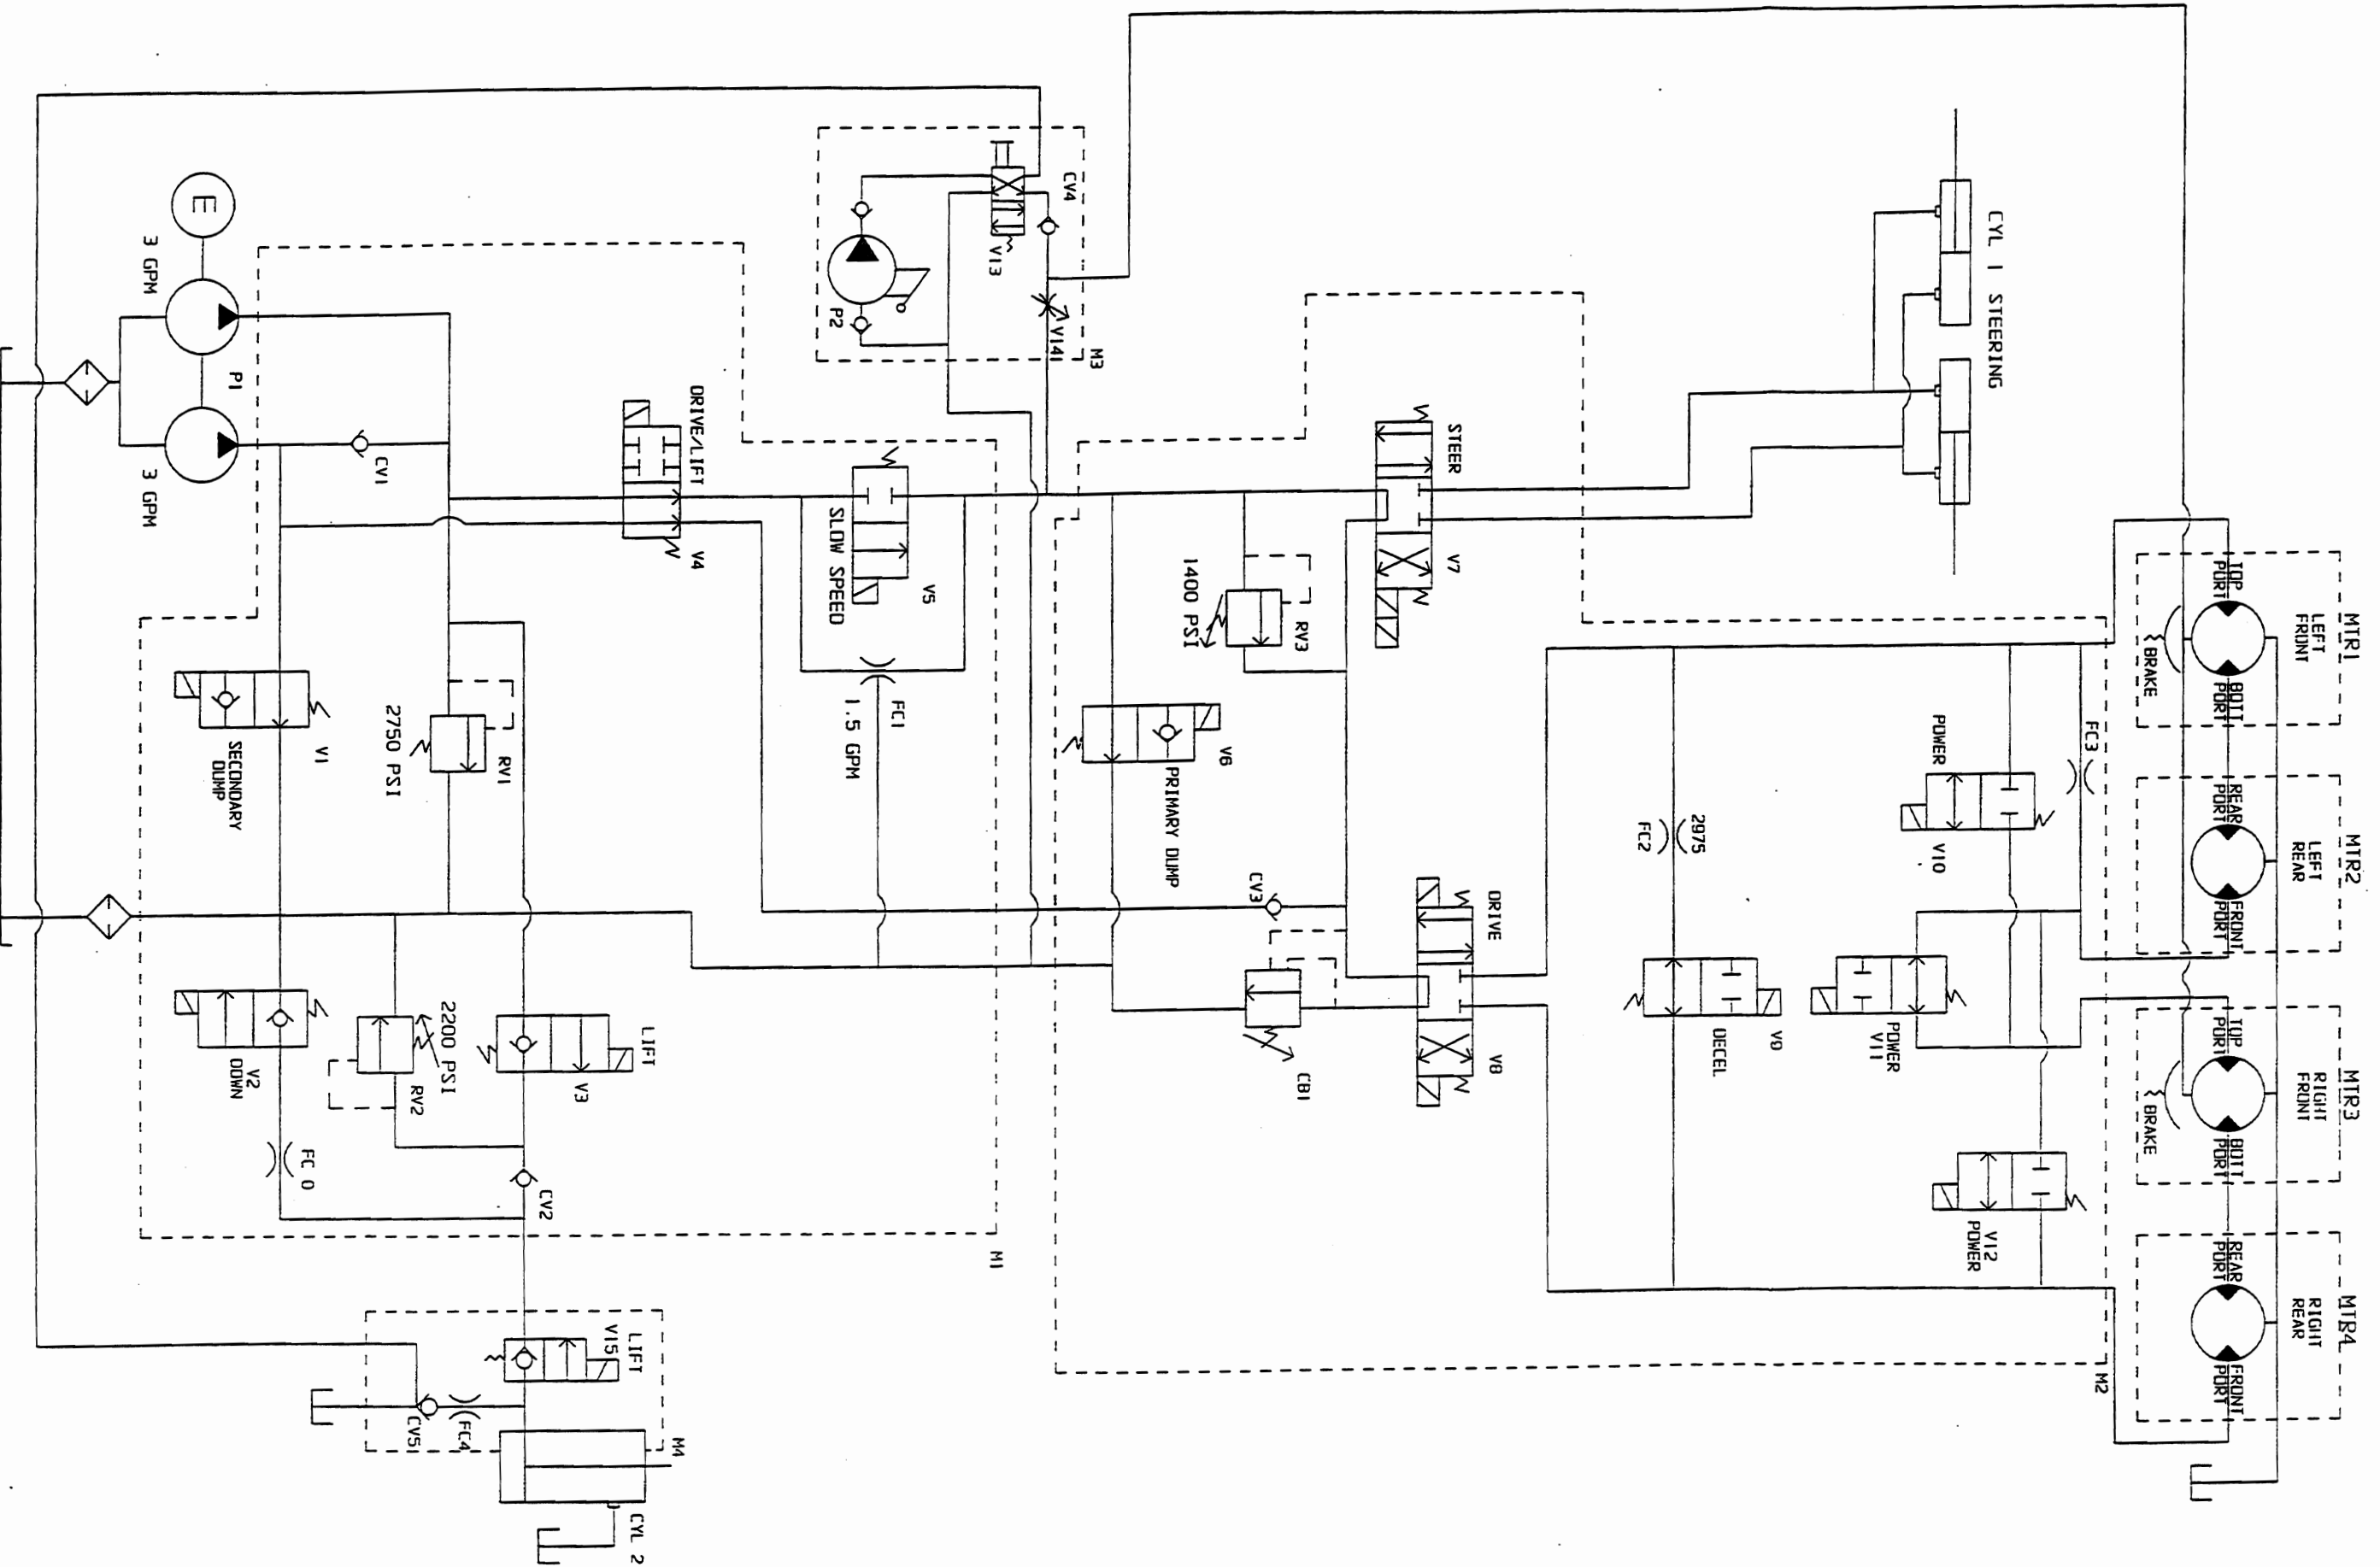 CYL 1 STEERING
CV4
V13
P2
V14
M3
E
3 GPM
P1
3 GPM
CV1
DRIVE/LIFT
V4
SLOW SPEED
V5
STEER
V7
1400 PSI
RV3
FC1
1.5 GPM
V6
PRIMARY DUMP
V1
SECONDARY
DUMP
RV1
2750 PSI
CV3
DRIVE
V8
CB1
2975
FC2
V9
DECEL
POWER
V10
FC3
POWER
V11
V12
POWER
M2
V2
DOWN
2200 PSI
RV2
LIFT
V3
FC 0
CV2
M1
LIFT
V15
CV5
FC4
M4
CYL 2
MTR1
LEFT
FRONT
TOP
PORT
BOTT
PORT
BRAKE
MTR2
LEFT
REAR
REAR
PORT
FRONT
PORT
MTR3
RIGHT
FRONT
TOP
PORT
BOTT
PORT
BRAKE
MTR4
RIGHT
REAR
REAR
PORT
FRONT
PORT